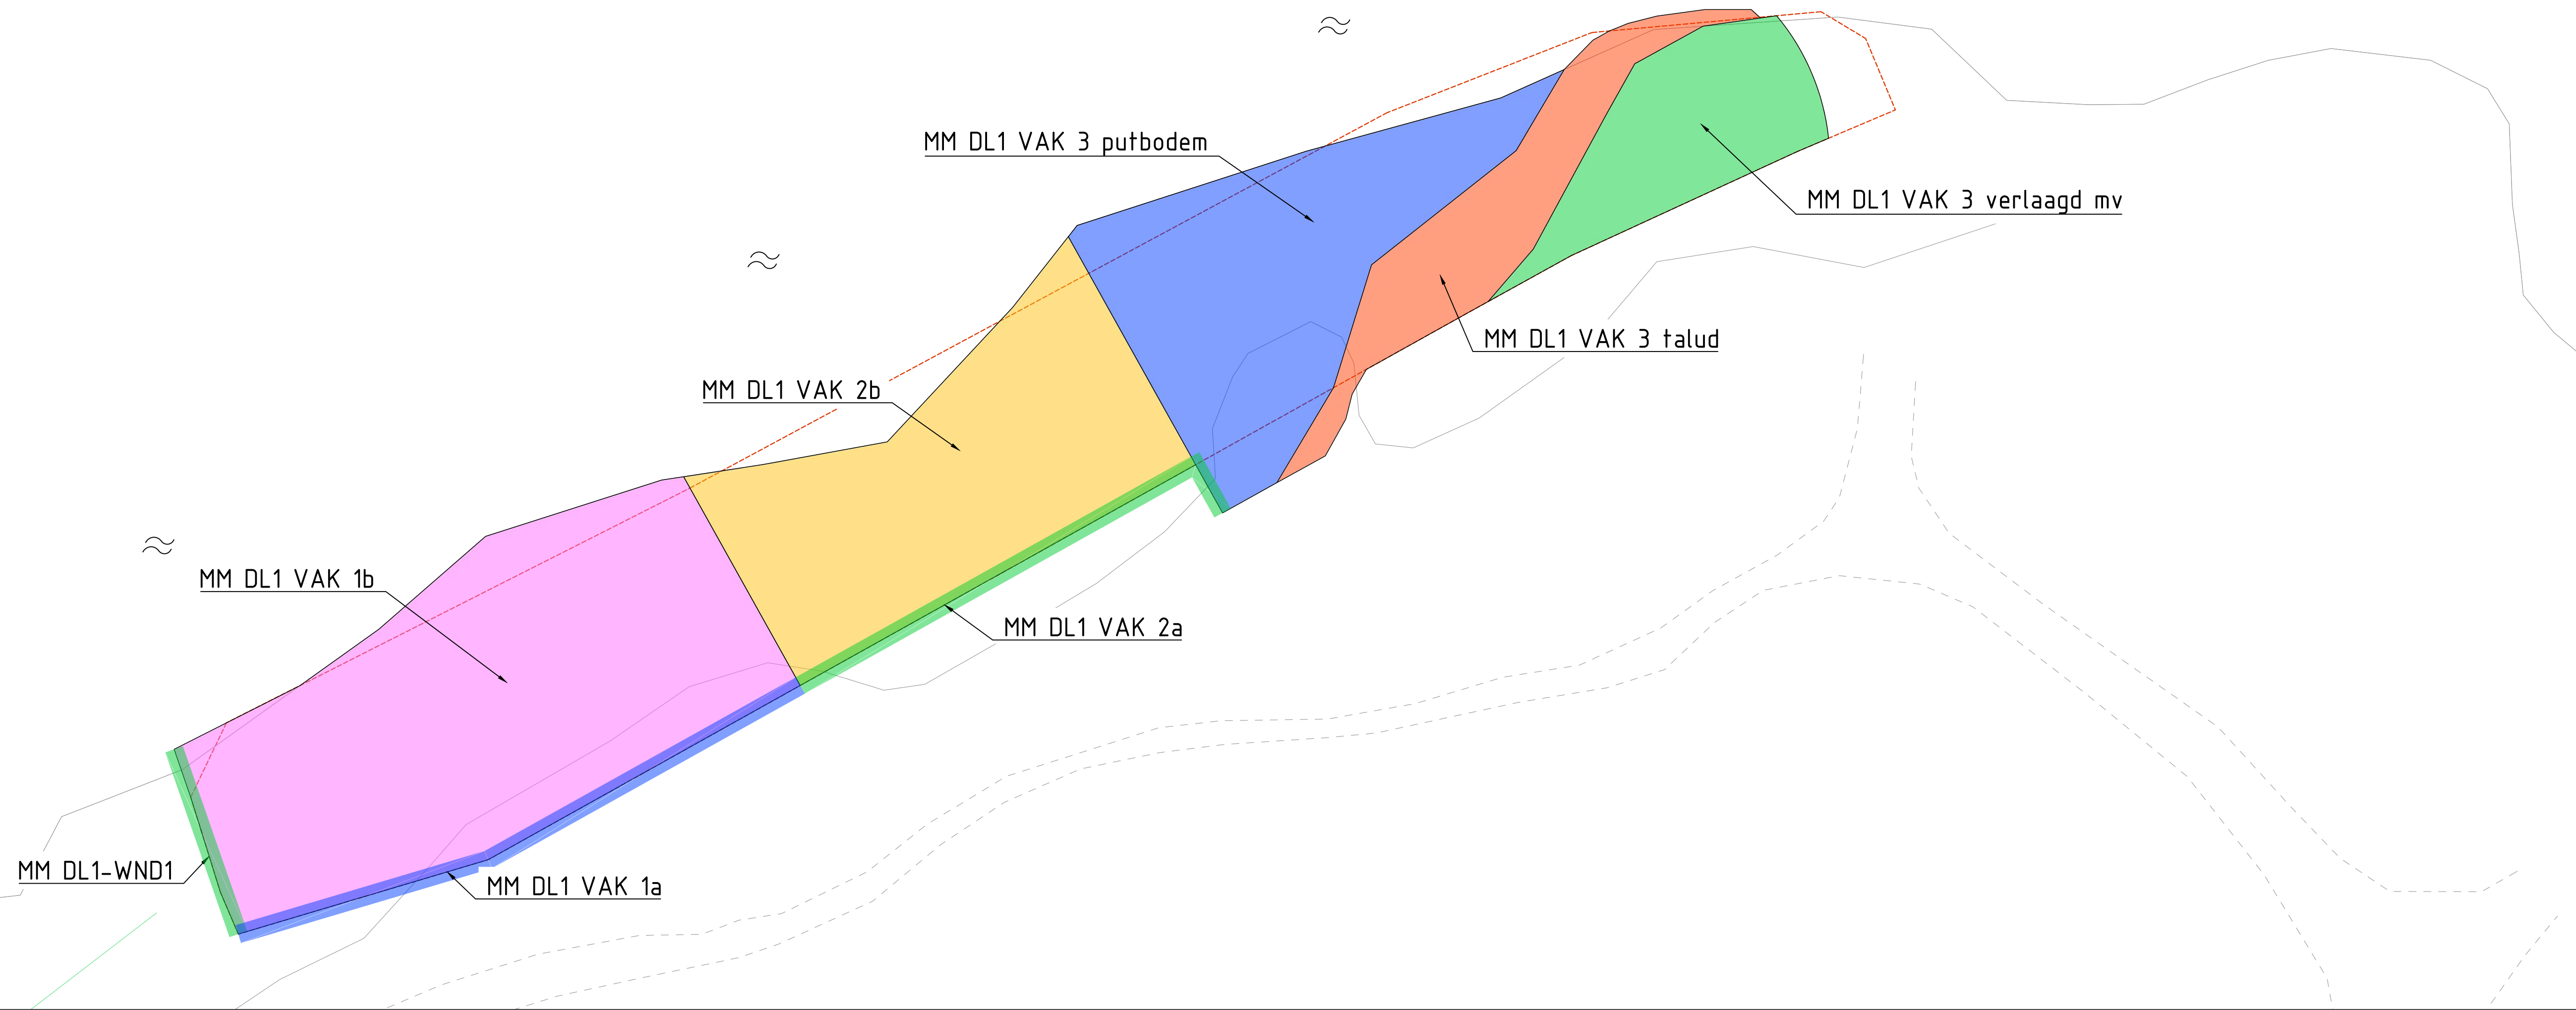 MM DL1 VAK 3 putbodem
MM DL1 VAK 3 verlaagd mv
MM DL1 VAK 3 talud
MM DL1 VAK 2b
MM DL1 VAK 1b
MM DL1 VAK 2a
MM DL1-WND1
MM DL1 VAK 1a